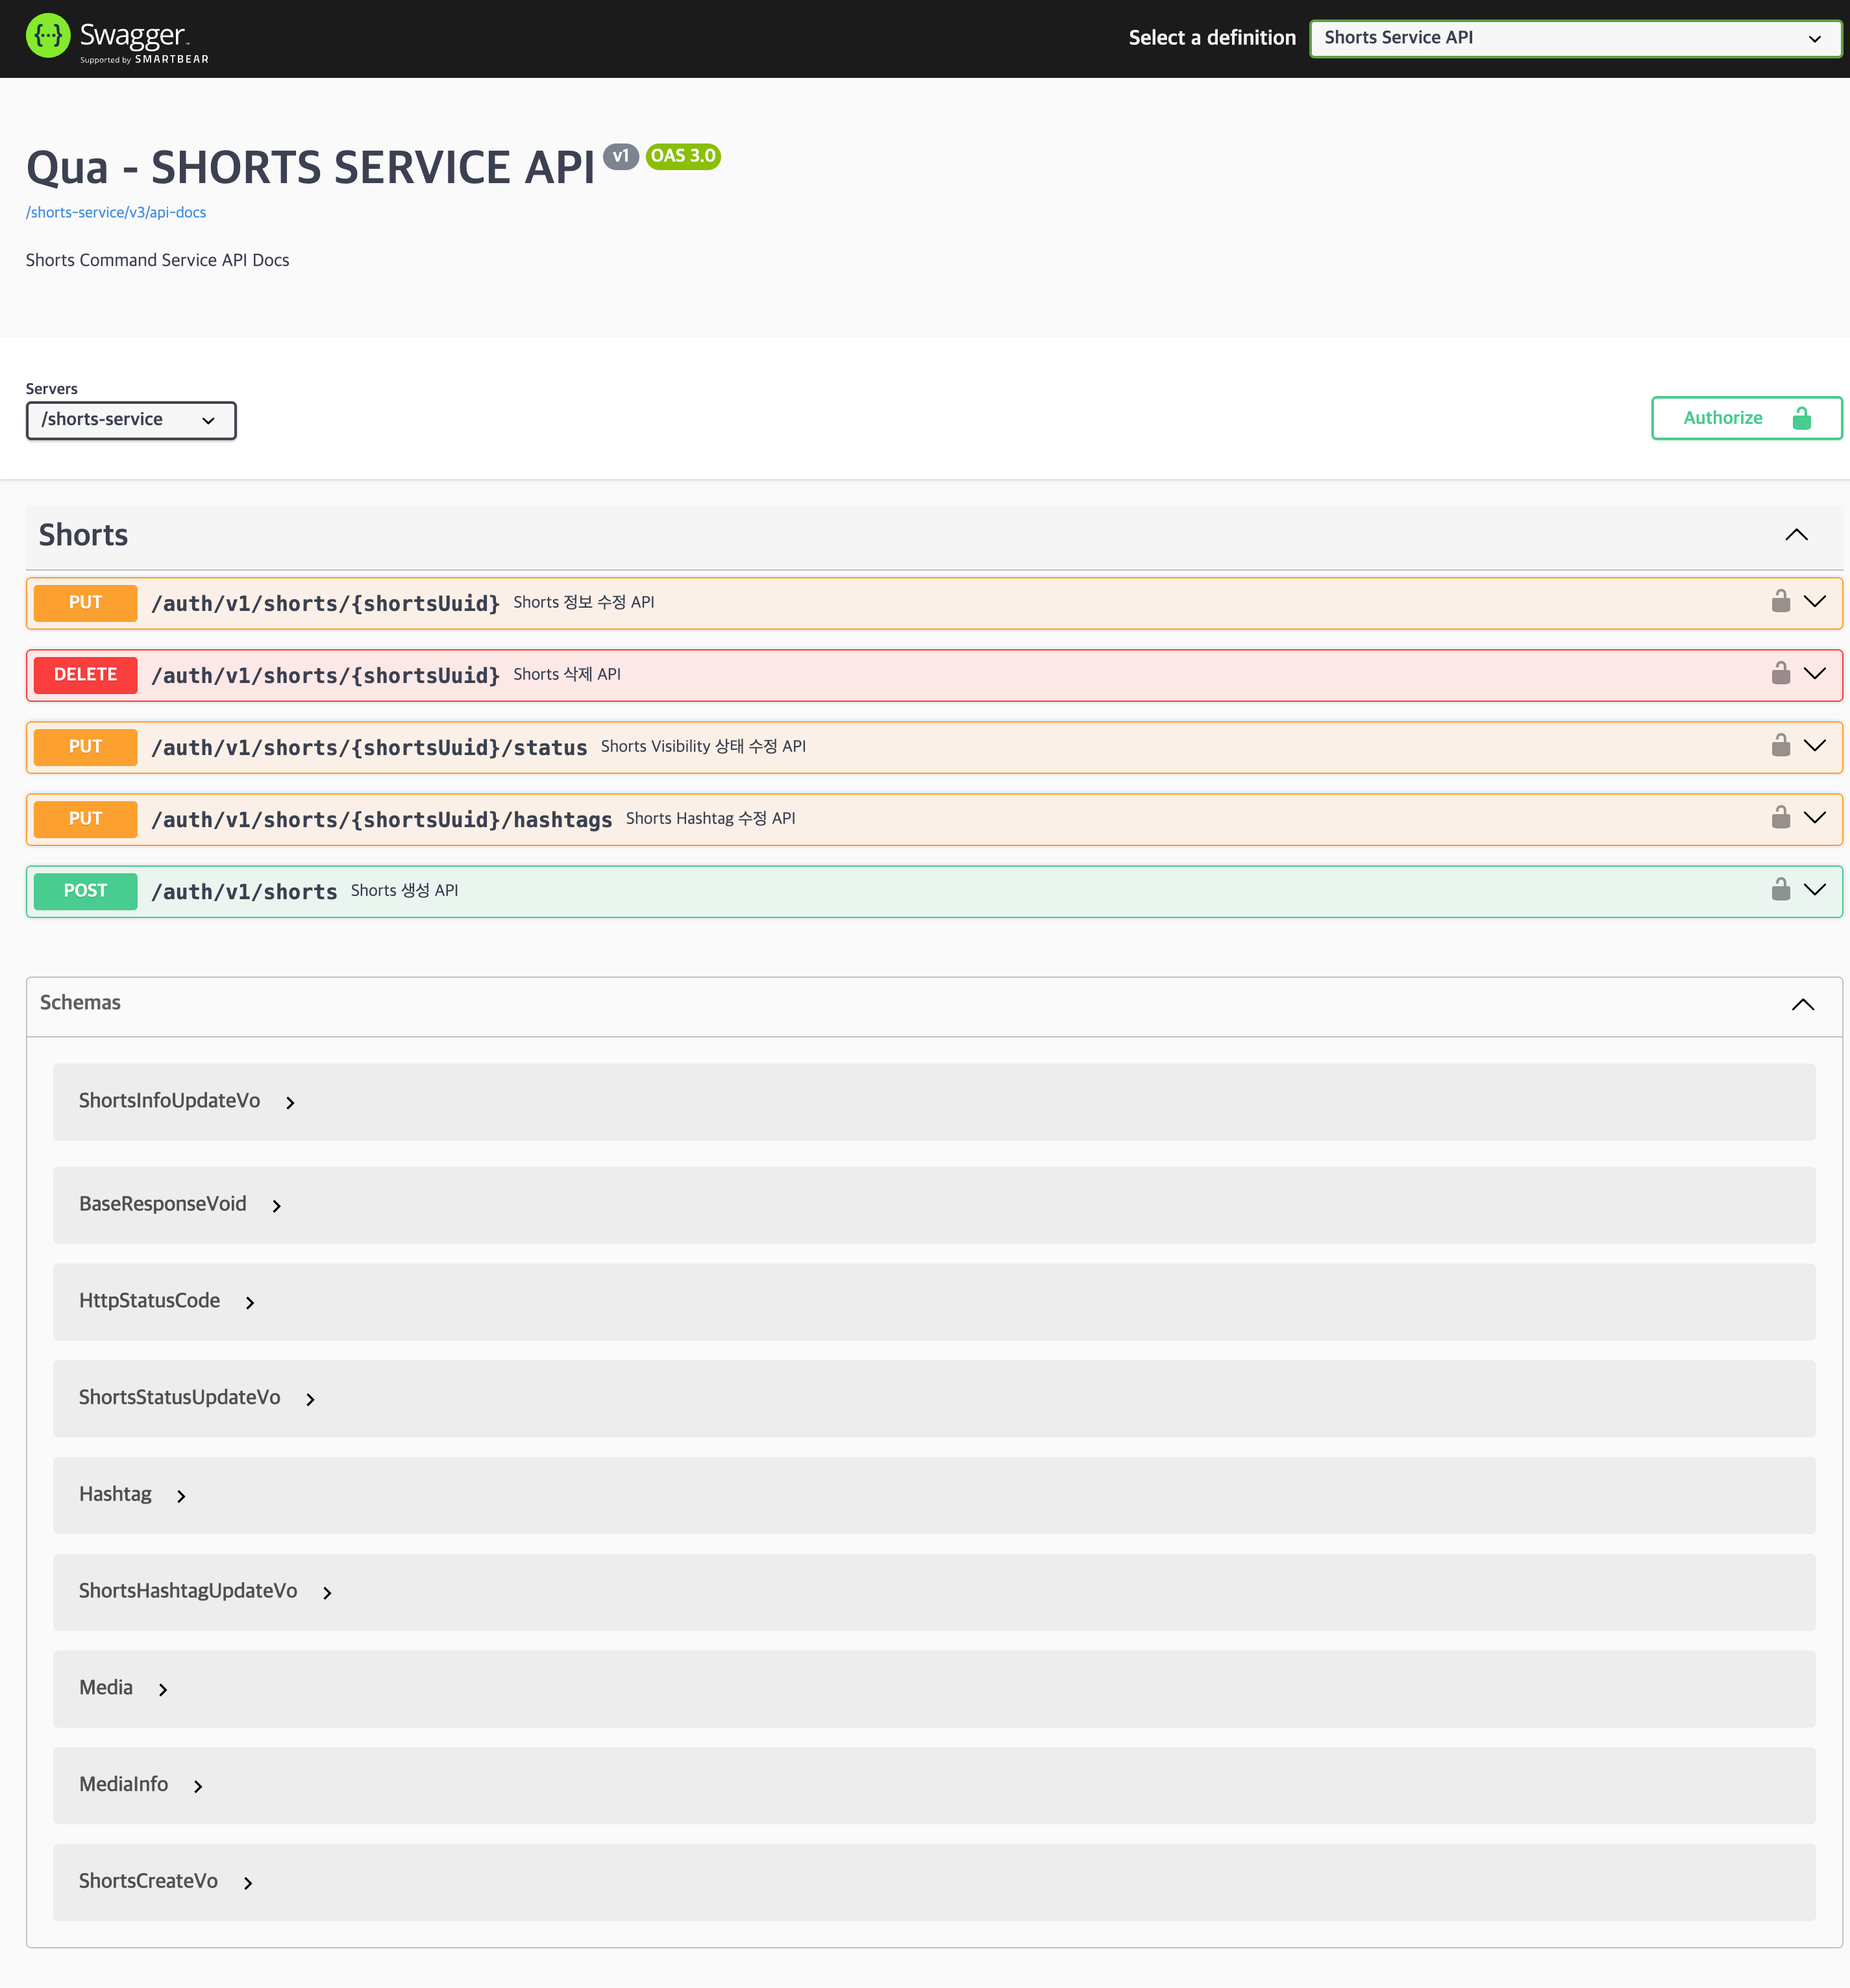 Swagger™
Supported by SMARTBEAR
Select a definition
Shorts Service API
Qua - SHORTS SERVICE API v1 OAS 3.0
/shorts-service/v3/api-docs
Shorts Command Service API Docs
Servers
/shorts-service
Authorize
Shorts
PUT /auth/v1/shorts/{shortsUuid} Shorts 정보 수정 API
DELETE /auth/v1/shorts/{shortsUuid} Shorts 삭제 API
PUT /auth/v1/shorts/{shortsUuid}/status Shorts Visibility 상태 수정 API
PUT /auth/v1/shorts/{shortsUuid}/hashtags Shorts Hashtag 수정 API
POST /auth/v1/shorts Shorts 생성 API
Schemas
ShortsInfoUpdateVo
BaseResponseVoid
HttpStatusCode
ShortsStatusUpdateVo
Hashtag
ShortsHashtagUpdateVo
Media
MediaInfo
ShortsCreateVo